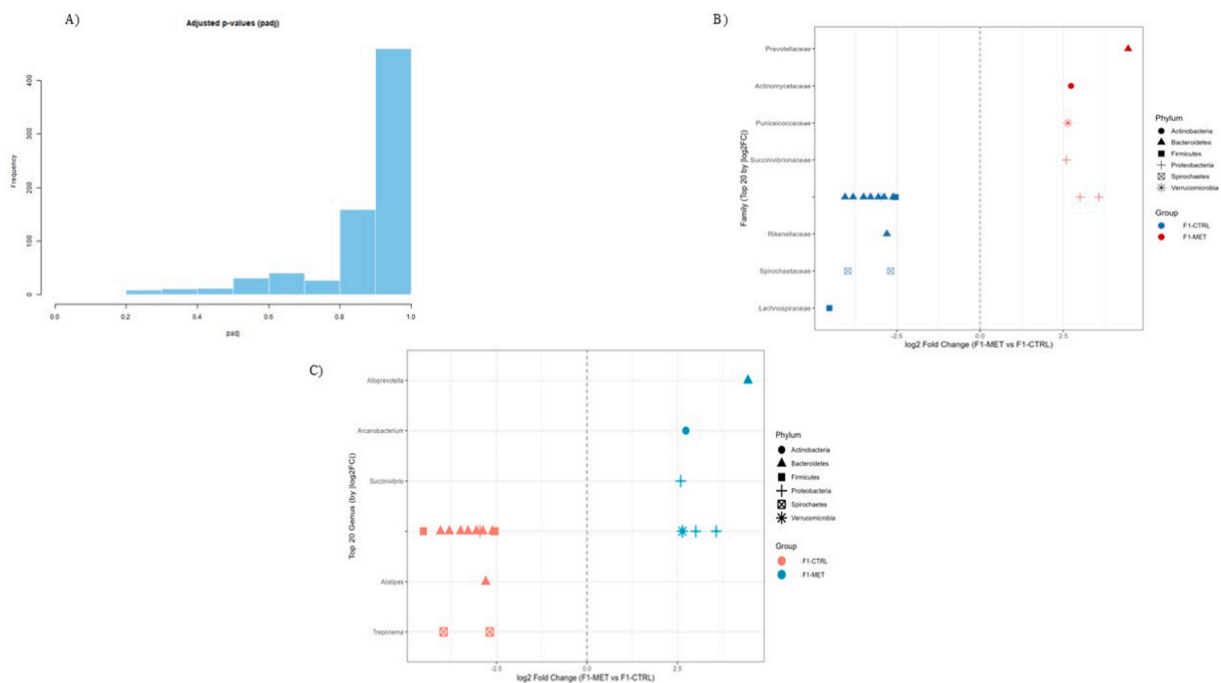 A)
Adjusted p-values (padj)
Frequency
0
100
200
300
400
0.0
0.2
0.4
0.6
0.8
1.0
padj
B)
Family (Top 20 by |log2FC|)
Prevotellaceae
Actinomycetaceae
Puniceicoccaceae
Succinivibrionaceae
Rikenellaceae
Spirochaetaceae
Lachnospiraceae
-2.5
0.0
2.5
log2 Fold Change (F1-MET vs F1-CTRL)
Phylum
Actinobacteria
Bacteroidetes
Firmicutes
Proteobacteria
Spirochaetes
Verrucomicrobia
Group
F1-CTRL
F1-MET
C)
Top 20 Genus (by |log2FC|)
Alloprevotella
Arcanobacterium
Succinivibrio
Alistipes
Treponema
-2.5
0.0
2.5
log2 Fold Change (F1-MET vs F1-CTRL)
Phylum
Actinobacteria
Bacteroidetes
Firmicutes
Proteobacteria
Spirochaetes
Verrucomicrobia
Group
F1-CTRL
F1-MET